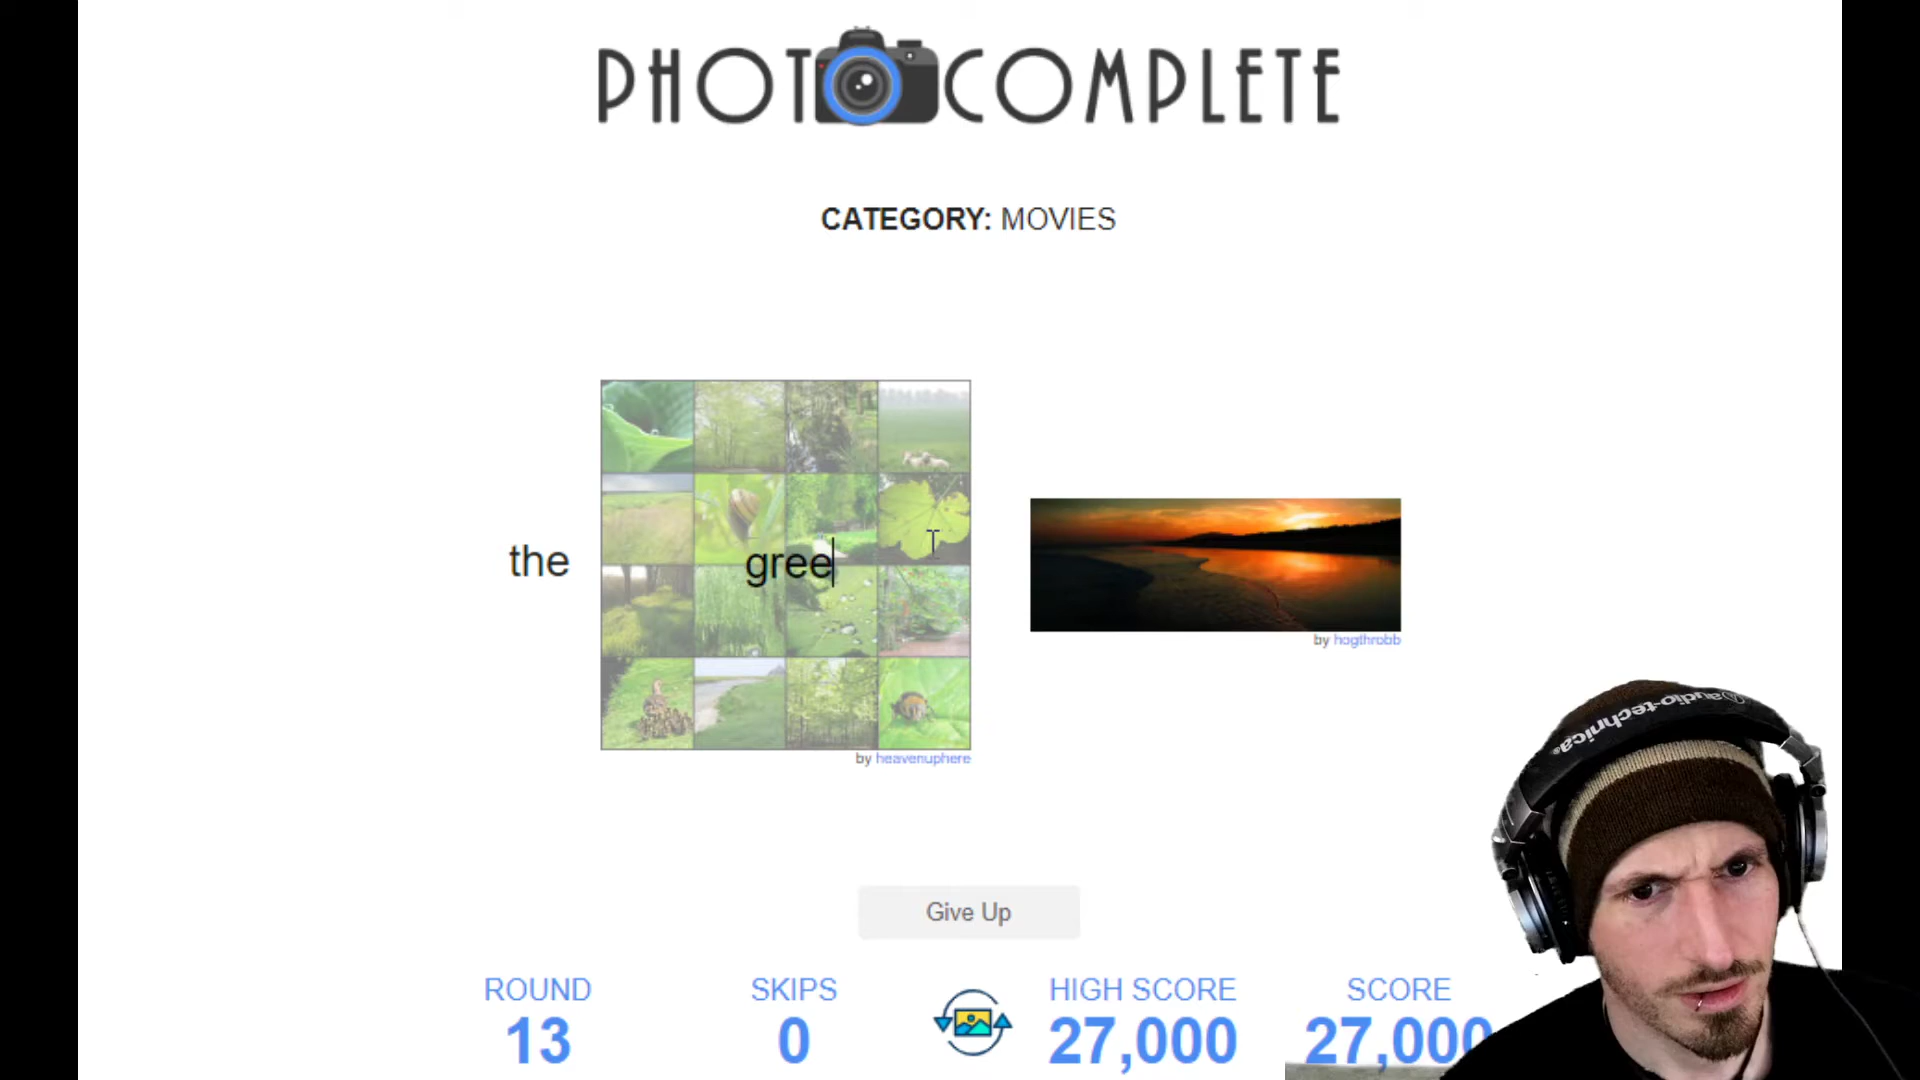 PHOTOCOMPLETE
CATEGORY: MOVIES
the
gree
by heavenuphere
by hogthrobb
Give Up
ROUND
13
SKIPS
0
HIGH SCORE
27,000
SCORE
27,000
audio-technica